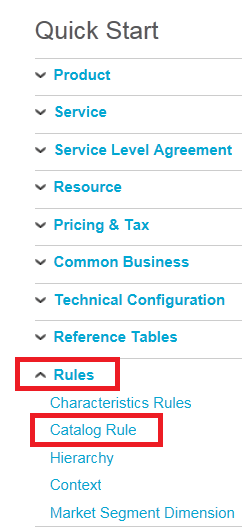 Quick Start
Product
Service
Service Level Agreement
Resource
Pricing & Tax
Common Business
Technical Configuration
Reference Tables
Rules
Characteristics Rules
Catalog Rule
Hierarchy
Context
Market Segment Dimension